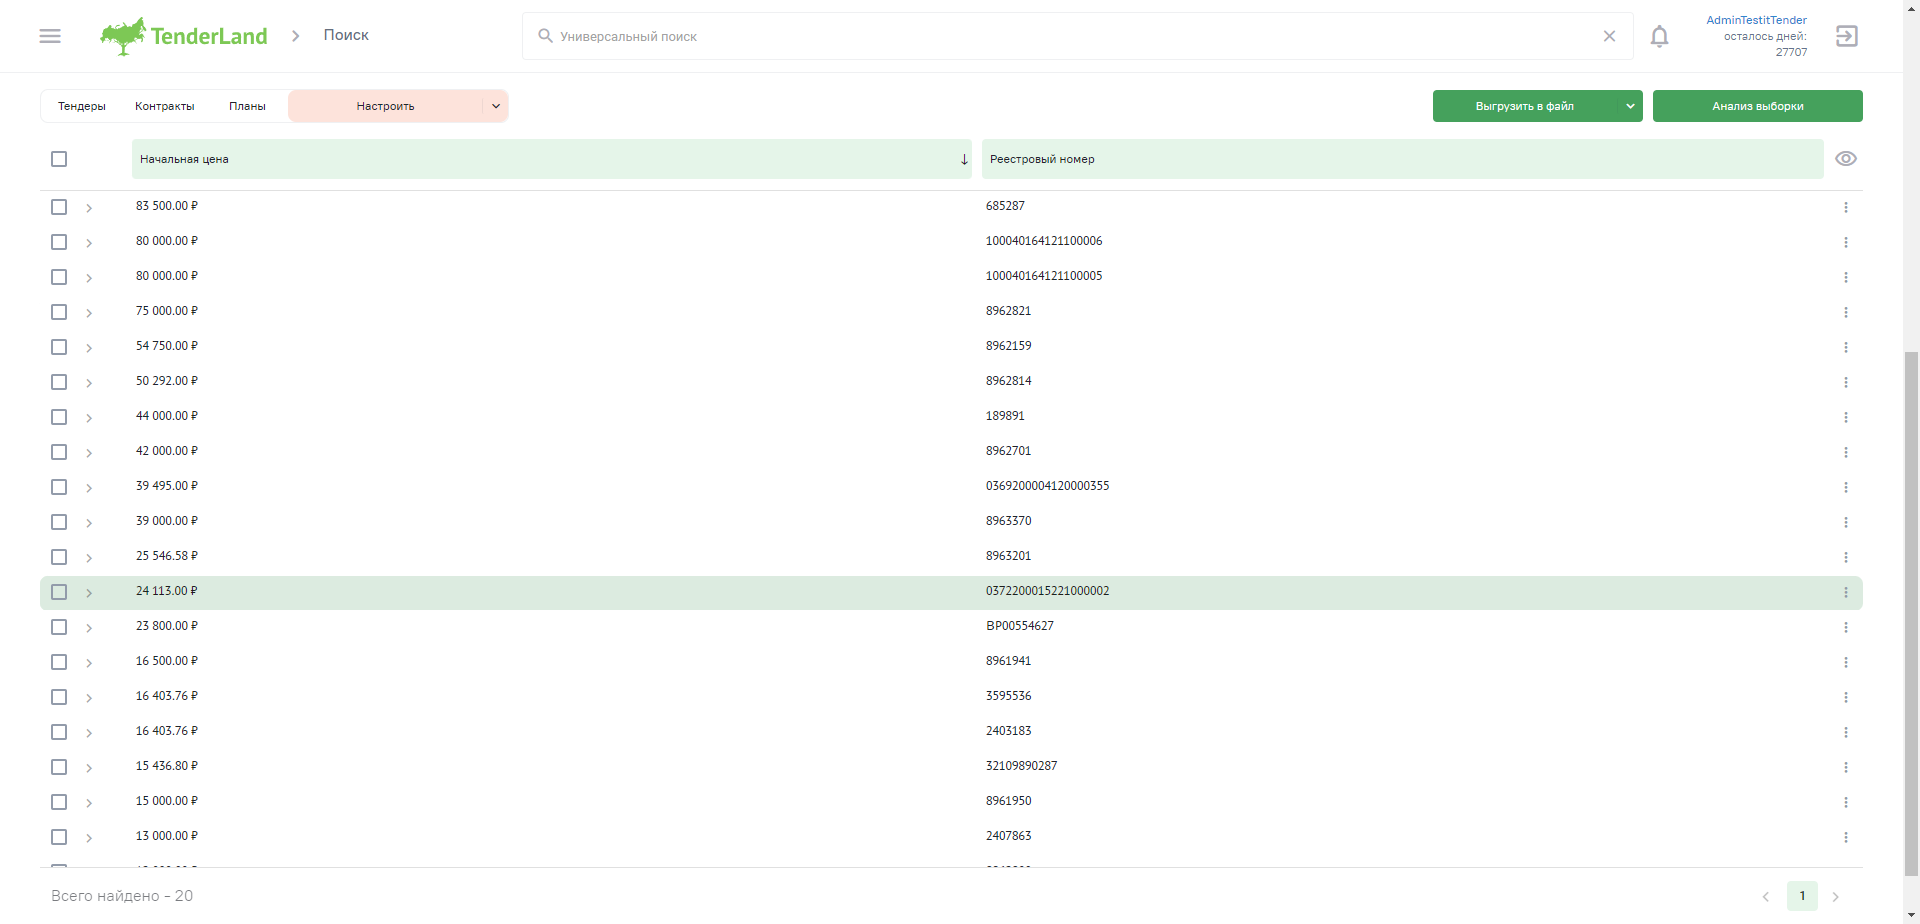 TenderLand
Поиск
Универсальный поиск
AdminTestitTender
осталось дней:
27707
Тендеры Контракты Планы Настроить
Выгрузить в файл
Анализ выборки
Начальная цена Реестровый номер
83 500.00 ₽ 685287
80 000.00 ₽ 100040164121100006
80 000.00 ₽ 100040164121100005
75 000.00 ₽ 8962821
54 750.00 ₽ 8962159
50 292.00 ₽ 8962814
44 000.00 ₽ 189891
42 000.00 ₽ 8962701
39 495.00 ₽ 0369200004120000355
39 000.00 ₽ 8963370
25 546.58 ₽ 8963201
24 113.00 ₽ 0372200015221000002
23 800.00 ₽ BP00554627
16 500.00 ₽ 8961941
16 403.76 ₽ 3595536
16 403.76 ₽ 2403183
15 436.80 ₽ 32109890287
15 000.00 ₽ 8961950
13 000.00 ₽ 2407863
Всего найдено - 20
1